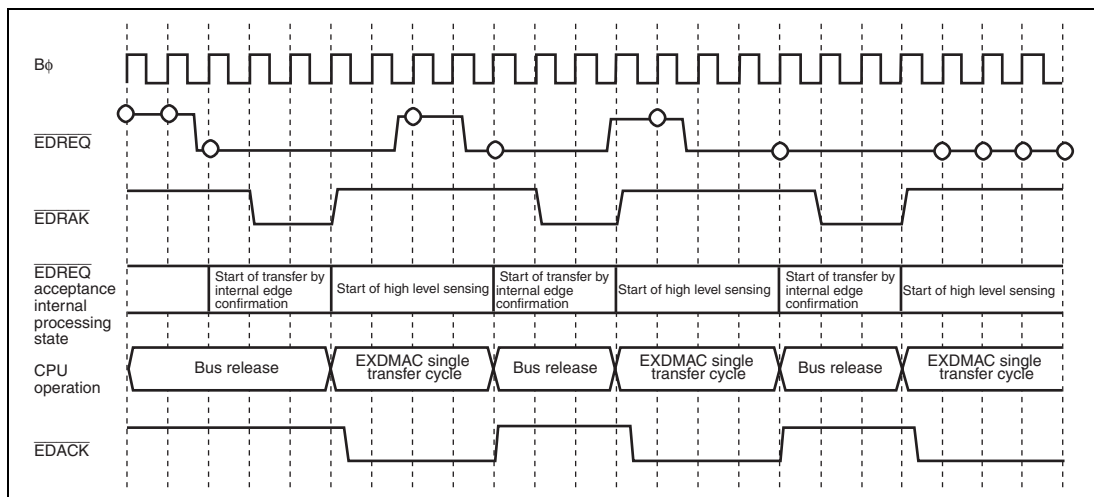 Bϕ
EDREQ
EDRAK
EDREQ
acceptance
internal
processing
state
Start of transfer by
internal edge
confirmation
Start of high level sensing
Start of transfer by
internal edge
confirmation
Start of high level sensing
Start of transfer by
internal edge
confirmation
Start of high level sensing
CPU
operation
Bus release
EXDMAC single
transfer cycle
Bus release
EXDMAC single
transfer cycle
Bus release
EXDMAC single
transfer cycle
EDACK